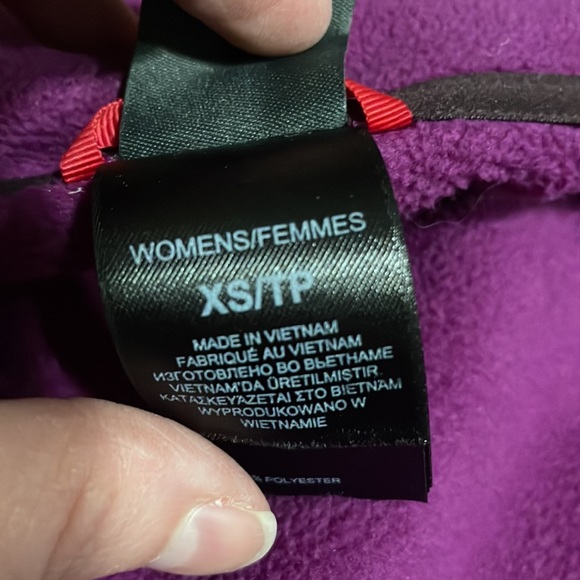 WOMENS/FEMMES
XS/TP
MADE IN VIETNAM
FABRIQUÉ AU VIETNAM
ИЗГОТОВЛЕНО ВО ВЬЕТНАМЕ
VIETNAM'DA ÜRETILMIŞTIR
ΚΑΤΑΣΚΕΥΑΖΕΤΑΙ ΣΤΟ ΒΙΕΤΝΑΜ
WYPRODUKOWANO W
WIETNAMIE
% POLYESTER